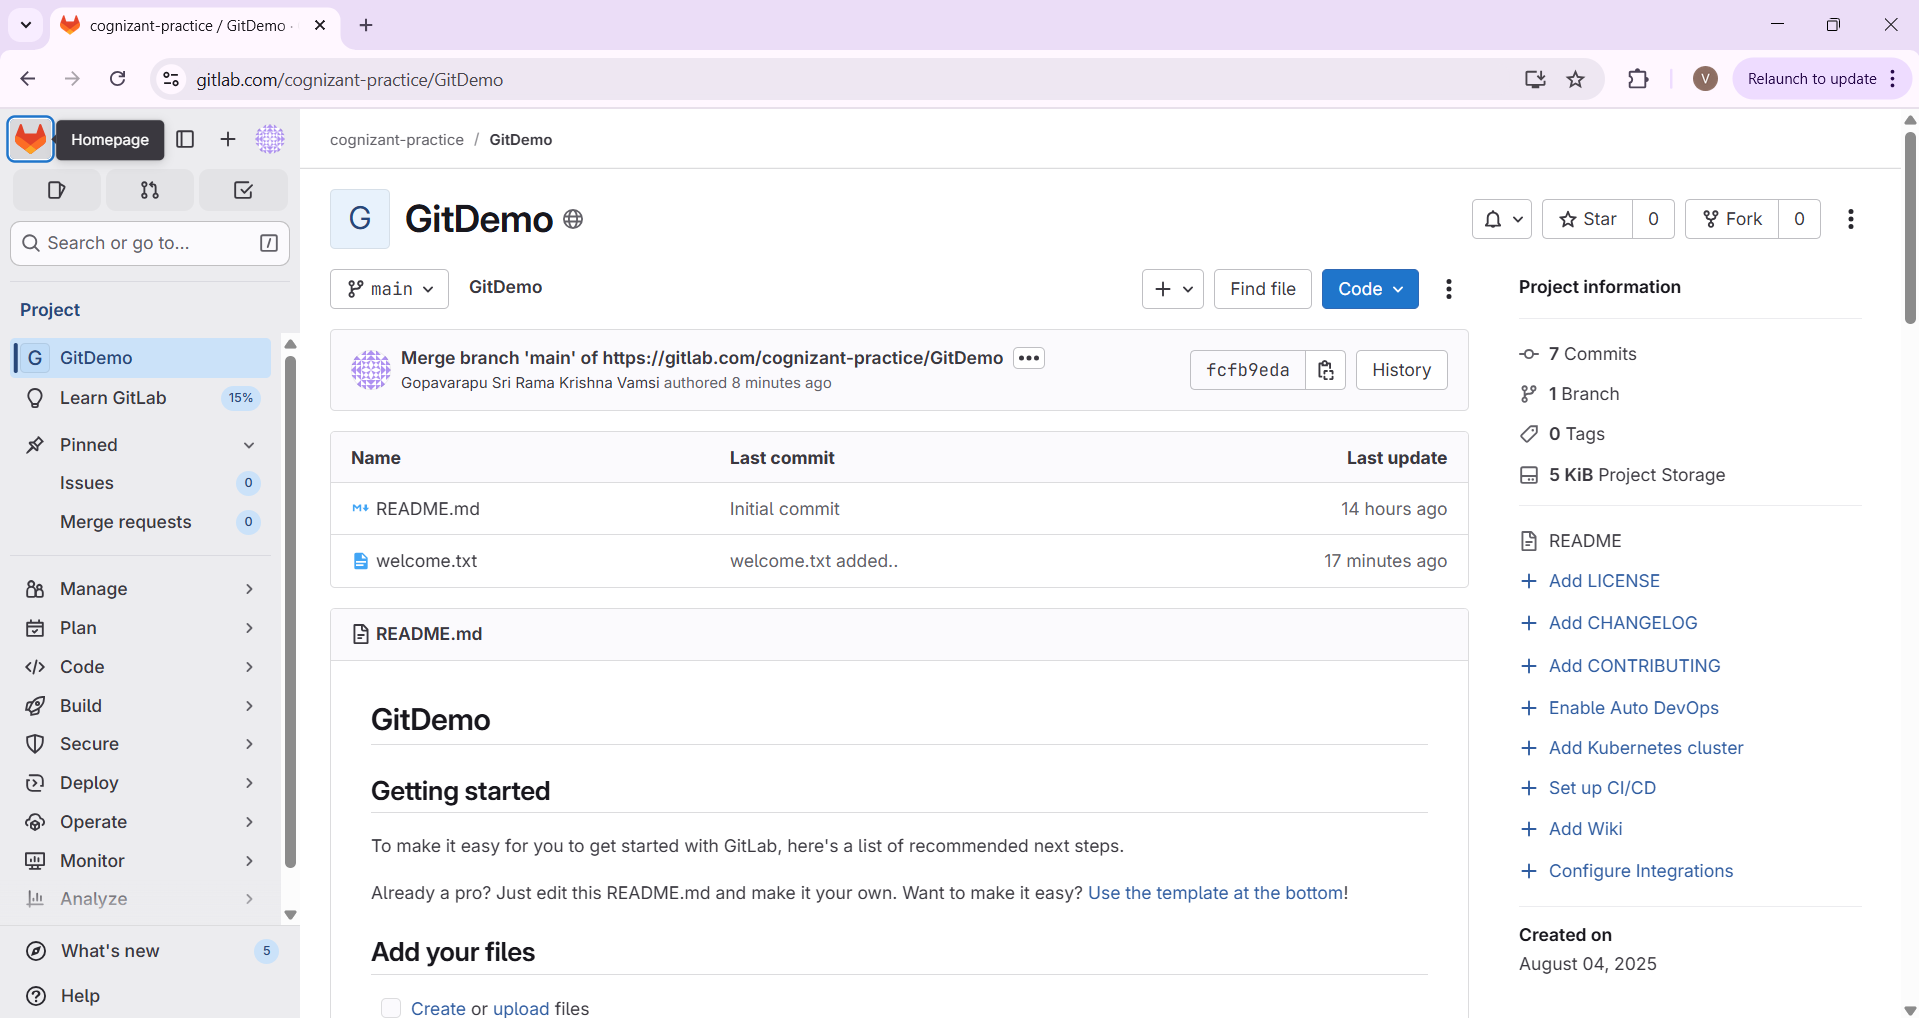 cognizant-practice / GitDemo ·
gitlab.com/cognizant-practice/GitDemo
V
Relaunch to update
Homepage
Search or go to...
/
Project
G GitDemo
Learn GitLab 15%
Pinned
Issues 0
Merge requests 0
Manage
Plan
Code
Build
Secure
Deploy
Operate
Monitor
Analyze
What's new 5
Help
cognizant-practice / GitDemo
G GitDemo
Star 0
Fork 0
main
GitDemo
Find file
Code
Merge branch 'main' of https://gitlab.com/cognizant-practice/GitDemo
Gopavarapu Sri Rama Krishna Vamsi authored 8 minutes ago
fcfb9eda
History
Name Last commit Last update
README.md Initial commit 14 hours ago
welcome.txt welcome.txt added.. 17 minutes ago
README.md
GitDemo
Getting started
To make it easy for you to get started with GitLab, here's a list of recommended next steps.
Already a pro? Just edit this README.md and make it your own. Want to make it easy? Use the template at the bottom!
Add your files
Create or upload files
Project information
7 Commits
1 Branch
0 Tags
5 KiB Project Storage
README
Add LICENSE
Add CHANGELOG
Add CONTRIBUTING
Enable Auto DevOps
Add Kubernetes cluster
Set up CI/CD
Add Wiki
Configure Integrations
Created on
August 04, 2025